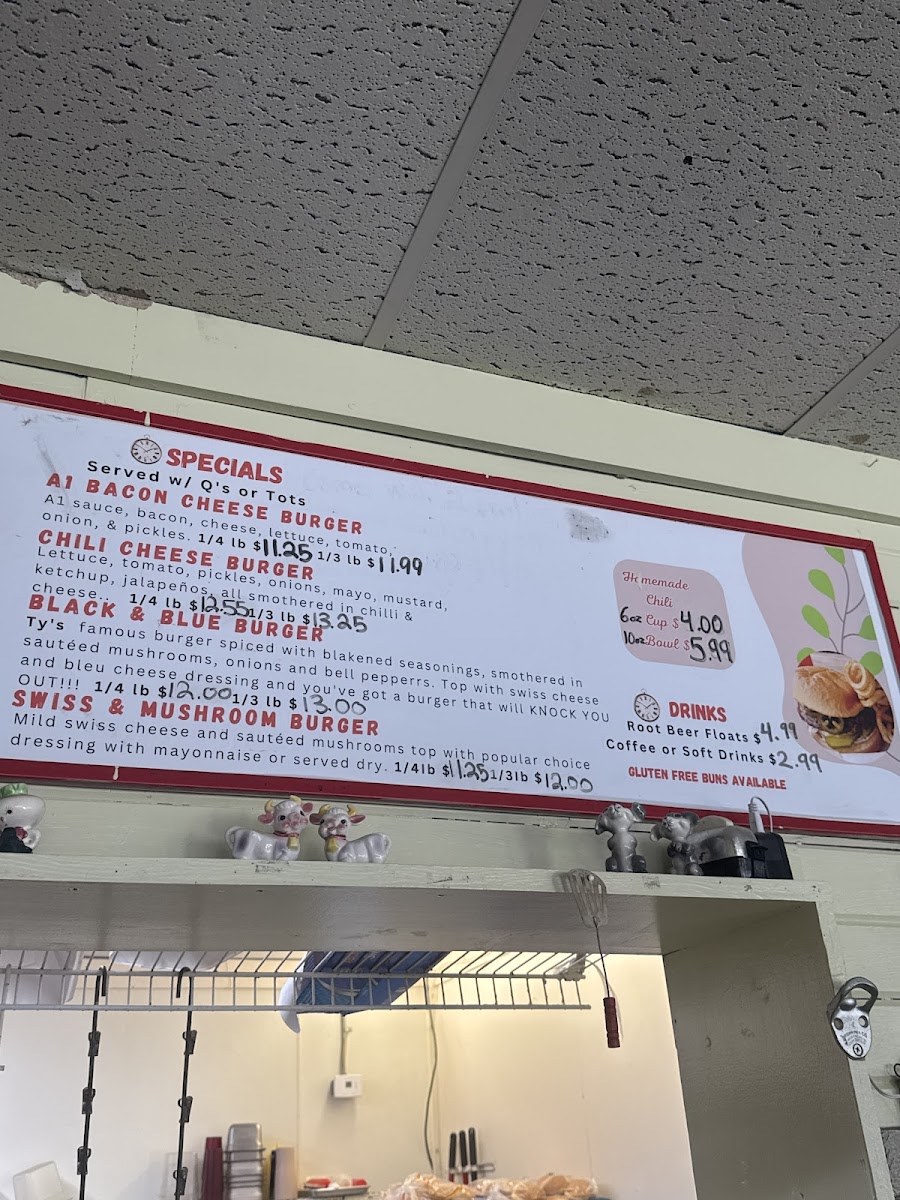 SPECIALS
Served w/ Q's or Tots
A1 BACON CHEESE BURGER
A1 sauce, bacon, cheese, lettuce, tomato,
onion, & pickles. 1/4 lb $11.25 1/3 lb $11.99
CHILI CHEESE BURGER
Lettuce, tomato, pickles, onions, mayo, mustard,
ketchup, jalapeños, all smothered in chilli &
cheese.. 1/4 lb $12.55 1/3 lb $13.25
BLACK & BLUE BURGER
Ty's famous burger spiced with blakened seasonings, smothered in
sautéed mushrooms, onions and bell pepperrs. Top with swiss cheese
and bleu cheese dressing and you've got a burger that will KNOCK YOU
OUT!!! 1/4 lb $12.00 1/3 lb $13.00
SWISS & MUSHROOM BURGER
Mild swiss cheese and sautéed mushrooms top with popular choice
dressing with mayonnaise or served dry. 1/4lb $11.25 1/3lb $12.00
Homemade
Chili
6oz Cup $4.00
10oz Bowl $5.99
DRINKS
Root Beer Floats $4.99
Coffee or Soft Drinks $2.99
GLUTEN FREE BUNS AVAILABLE